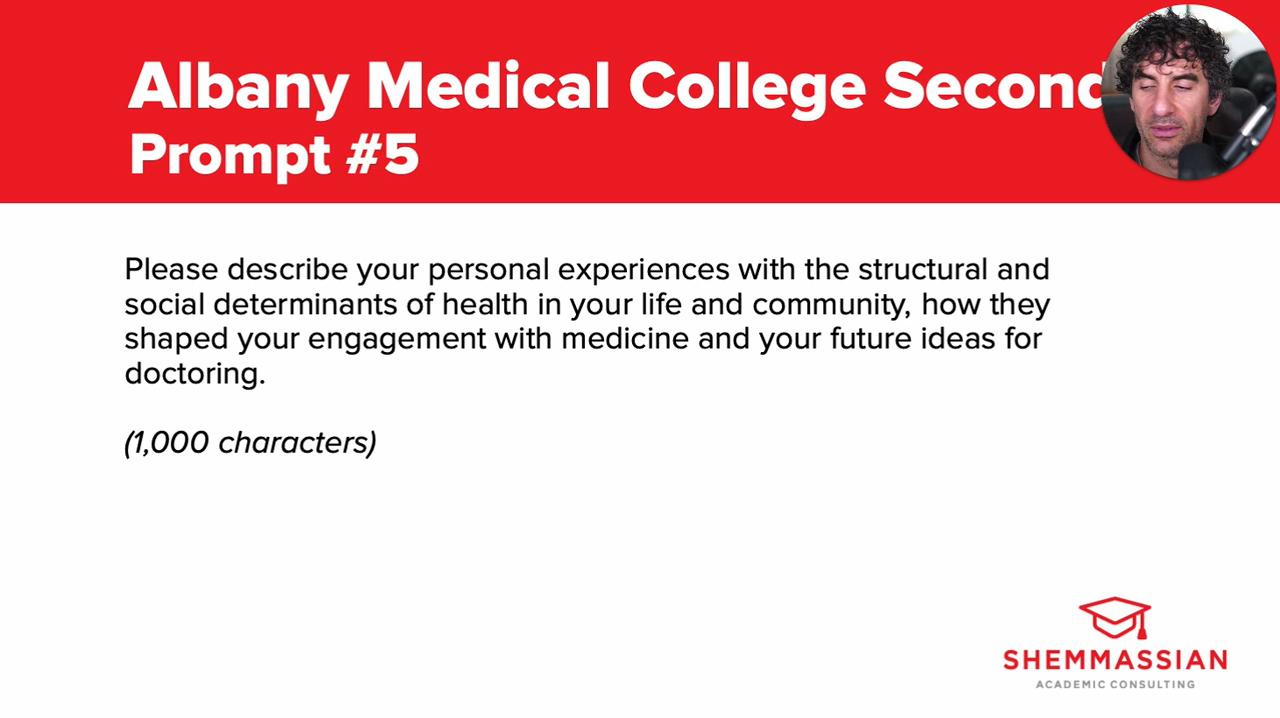 Albany Medical College Second
Prompt #5
Please describe your personal experiences with the structural and
social determinants of health in your life and community, how they
shaped your engagement with medicine and your future ideas for
doctoring.
(1,000 characters)
SHEMMASSIAN
ACADEMIC CONSULTING